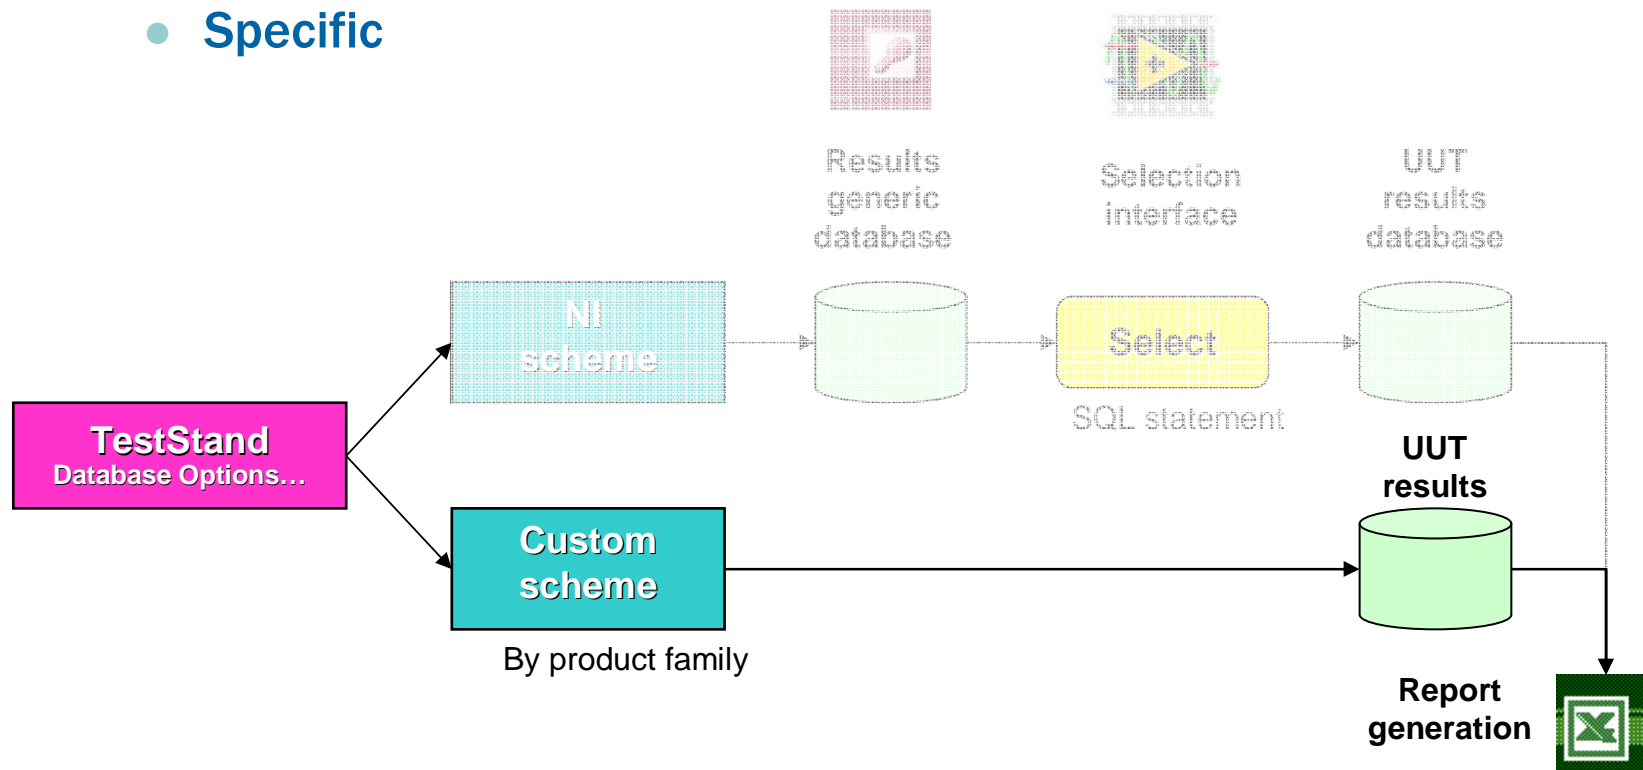 Specific
Results
generic
database
Selection
interface
UUT
results
database
NI
scheme
Select
SQL statement
TestStand
Database Options…
UUT
results
Custom
scheme
By product family
Report
generation